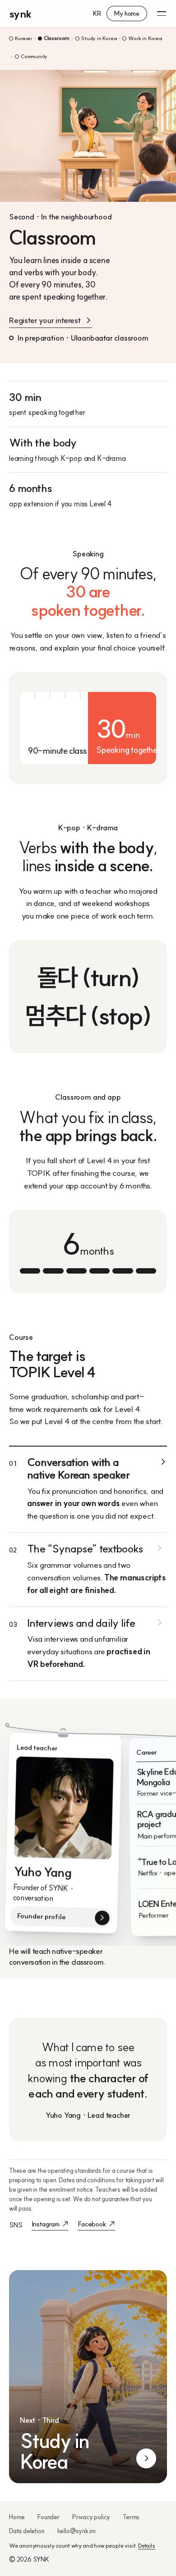 synk
KR
My home
Korean
Classroom
Study in Korea
Work in Korea
Community
Second · In the neighbourhood
Classroom
You learn lines inside a scene
and verbs with your body.
Of every 90 minutes, 30
are spent speaking together.
Register your interest
In preparation · Ulaanbaatar classroom
30 min
spent speaking together
With the body
learning through K-pop and K-drama
6 months
app extension if you miss Level 4
Speaking
Of every 90 minutes,
30 are
spoken together.
You settle on your own view, listen to a friend's
reasons, and explain your final choice yourself.
90-minute class
30min
Speaking togethe
K-pop · K-drama
Verbs with the body,
lines inside a scene.
You warm up with a teacher who majored
in dance, and at weekend workshops
you make one piece of work each term.
돌다 (turn)
멈추다 (stop)
Classroom and app
What you fix in class,
the app brings back.
If you fall short of Level 4 in your first
TOPIK after finishing the course, we
extend your app account by 6 months.
6months
Course
The target is
TOPIK Level 4
Some graduation, scholarship and part-
time work requirements ask for Level 4.
So we put Level 4 at the centre from the start.
01
Conversation with a
native Korean speaker
You fix pronunciation and honorifics, and
answer in your own words even when
the question is one you did not expect.
02
The "Synapse" textbooks
Six grammar volumes and two
conversation volumes. The manuscripts
for all eight are finished.
03
Interviews and daily life
Visa interviews and unfamiliar
everyday situations are practised in
VR beforehand.
Lead teacher
Yuho Yang
Founder of SYNK ·
conversation
Founder profile
Career
Skyline Edu
Mongolia
Former vice-
RCA gradu
project
Main perform
"True to Lo
Netflix · ope
LOEN Ente
Performer
We will teach native-speaker
conversation in the classroom.
What I came to see
as most important was
knowing the character of
each and every student.
Yuho Yang · Lead teacher
These are the operating standards for a course that is
preparing to open. Dates and conditions for taking part will
be given in the enrolment notice. Teachers will be added
once the opening is set. We do not guarantee that you
will pass.
SNS
Instagram
Facebook
Next · Third
Study in
Korea
Home
Founder
Privacy policy
Terms
Data deletion
hello@synk.im
We anonymously count why and how people visit. Details
© 2026 SYNK